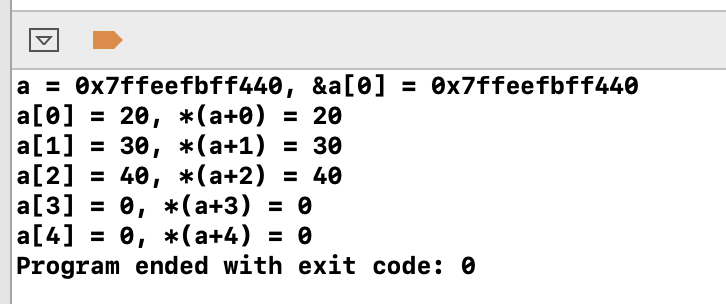 a = 0x7ffeefbff440, &a[0] = 0x7ffeefbff440
a[0] = 20, *(a+0) = 20
a[1] = 30, *(a+1) = 30
a[2] = 40, *(a+2) = 40
a[3] = 0, *(a+3) = 0
a[4] = 0, *(a+4) = 0
Program ended with exit code: 0